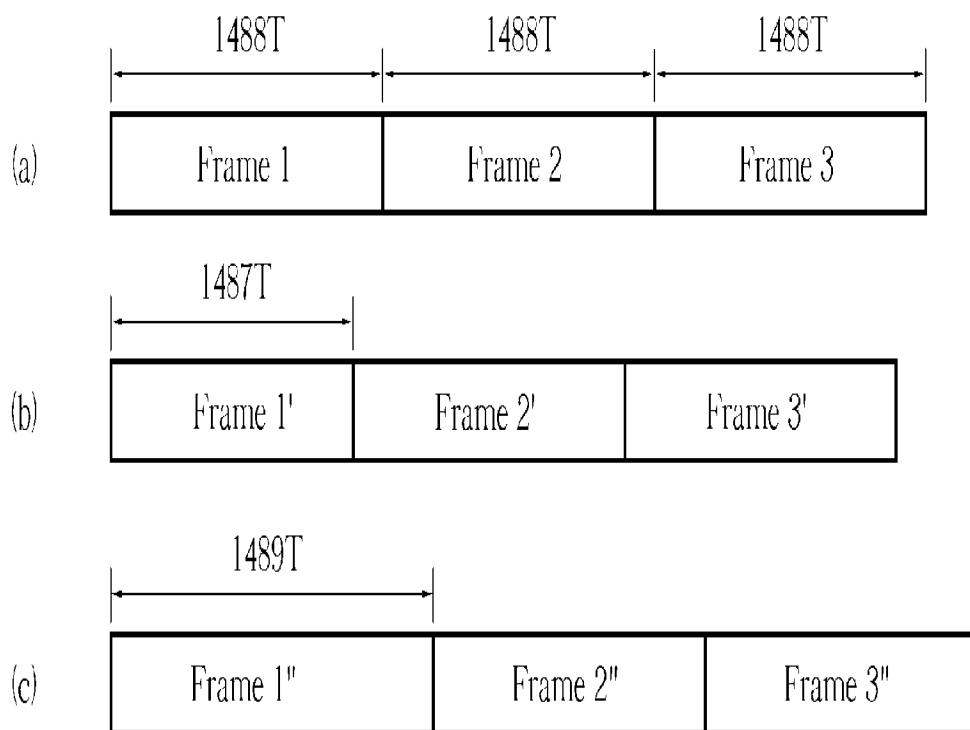 1488T 1488T 1488T
(a) Frame 1 Frame 2 Frame 3
1487T
(b) Frame 1' Frame 2' Frame 3'
1489T
(c) Frame 1" Frame 2" Frame 3"